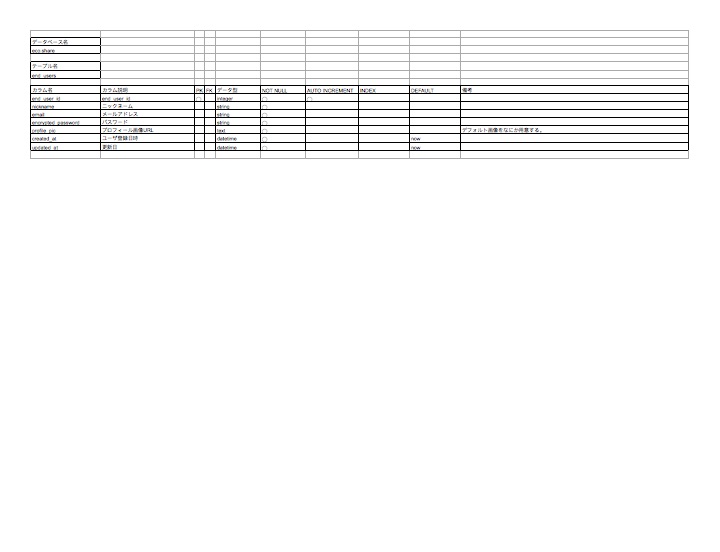 データベース名
eco share
テーブル名
end_users
カラム名 カラム説明 PK FK データ型 NOT NULL AUTO INCREMENT INDEX DEFAULT 備考
end_user_id end_user_id ◯ integer ◯ ◯
nickname ニックネーム string ◯
email メールアドレス string ◯
encrypted_password パスワード string ◯
profile_pic プロフィール画像URL text ◯ デフォルト画像をなにか用意する。
created_at ユーザ登録日時 datetime ◯ now
updated_at 更新日 datetime ◯ now